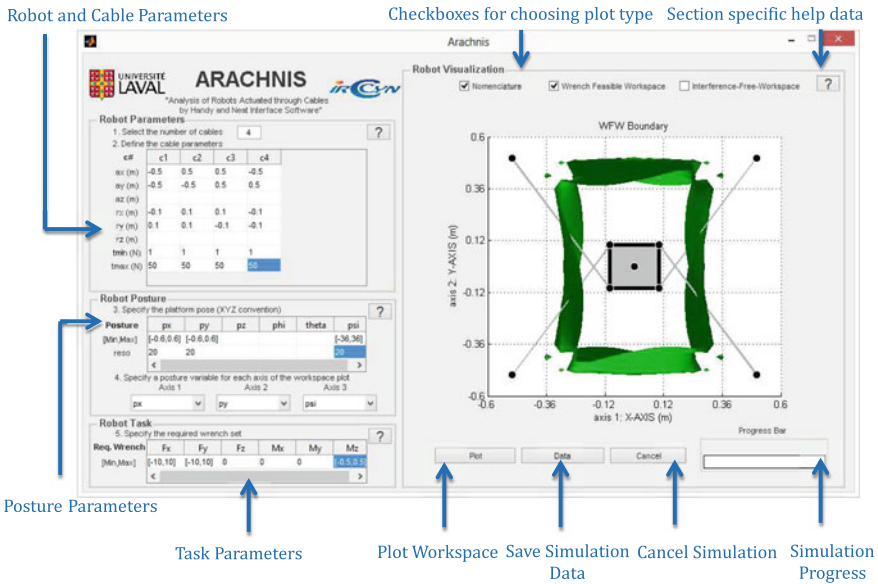 Robot and Cable Parameters
Checkboxes for choosing plot type
Section specific help data
Arachnis
UNIVERSITÉ
LAVAL
ARACHNIS
IRCCyN
"Analysis of Robots Actuated through Cables
by Handy and Neat Interface Software"
Robot Parameters
1. Select the number of cables 4 ?
2. Define the cable parameters
c# c1 c2 c3 c4
ax (m) -0.5 0.5 0.5 -0.5
ay (m) -0.5 -0.5 0.5 0.5
az (m)
rx (m) -0.1 0.1 0.1 -0.1
ry (m) 0.1 0.1 -0.1 -0.1
rz (m)
tmin (N) 1 1 1 1
tmax (N) 50 50 50 50
Robot Posture
3. Specify the platform pose (XYZ convention) ?
Posture px py pz phi theta psi
[Min,Max] [-0.6,0.6] [-0.6,0.6] [-36,36]
reso 20 20 20
4. Specify a posture variable for each axis of the workspace plot
Axis 1 Axis 2 Axis 3
px py psi
Robot Task
5. Specify the required wrench set ?
Req. Wrench Fx Fy Fz Mx My Mz
[Min,Max] [-10,10] [-10,10] 0 0 0 [-0.5,0.5]
Robot Visualization
Nomenclature Wrench Feasible Workspace Interference-Free-Workspace ?
WFW Boundary
0.6
0.36
0.12
-0.12
-0.36
-0.6
axis 2: Y-AXIS (m)
-0.6 -0.36 -0.12 0.12 0.36 0.6
axis 1: X-AXIS (m)
Progress Bar
Plot Data Cancel
Posture Parameters
Task Parameters
Plot Workspace
Save Simulation
Data
Cancel Simulation
Simulation
Progress